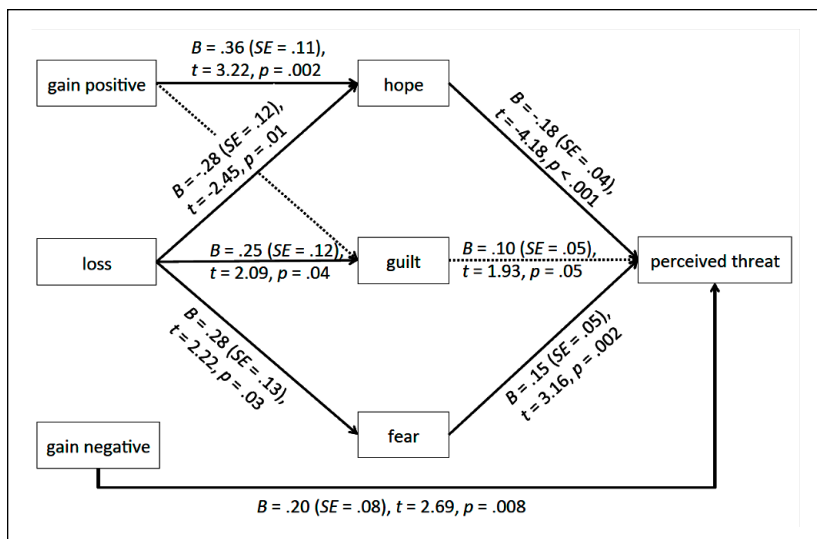 B = .36 (SE = .11),
t = 3.22, p = .002
gain positive
hope
B = -.28 (SE = .12),
t = -2.45, p = .01
B = -.18 (SE = .04),
t = -4.18, p < .001
loss
B = .25 (SE = .12),
t = 2.09, p = .04
guilt
B = .10 (SE = .05),
t = 1.93, p = .05
perceived threat
B = .28 (SE = .13),
t = 2.22, p = .03
B = .15 (SE = .05),
t = 3.16, p = .002
gain negative
fear
B = .20 (SE = .08), t = 2.69, p = .008